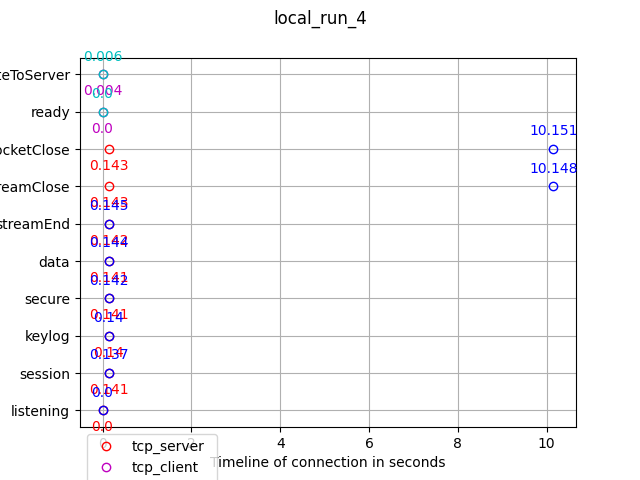 local_run_4
0.006
teToServer
0.004
0.0
ready
0.0
10.151
ocketClose
0.143
10.148
reamClose
0.143
0.145
streamEnd
0.142
0.144
data
0.141
0.142
secure
0.141
0.14
keylog
0.14
0.137
session
0.141
0.0
listening
0.0
0 2 4 6 8 10
tcp_server
Timeline of connection in seconds
tcp_client